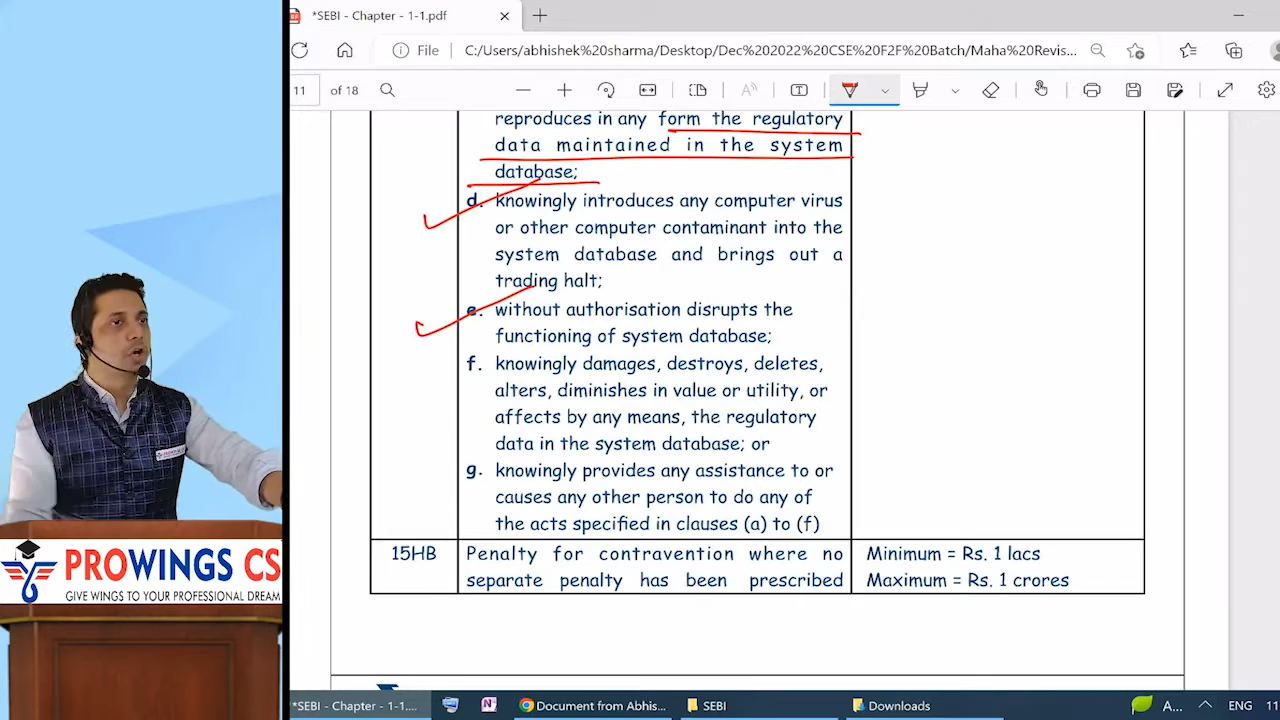 *SEBI - Chapter - 1-1.pdf
File
C:/Users/abhishek%20sharma/Desktop/Dec%202022%20CSE%20F2F%20Batch/Maha%20Revis...
11 of 18
reproduces in any form the regulatory
data maintained in the system
database;
d. knowingly introduces any computer virus
or other computer contaminant into the
system database and brings out a
trading halt;
e. without authorisation disrupts the
functioning of system database;
f. knowingly damages, destroys, deletes,
alters, diminishes in value or utility, or
affects by any means, the regulatory
data in the system database; or
g. knowingly provides any assistance to or
causes any other person to do any of
the acts specified in clauses (a) to (f)
15HB
Penalty for contravention where no
separate penalty has been prescribed
Minimum = Rs. 1 lacs
Maximum = Rs. 1 crores
PROWINGS CS
GIVE WINGS TO YOUR PROFESSIONAL DREAM
*SEBI - Chapter - 1-1....
Document from Abhis...
SEBI
Downloads
A...
ENG
11